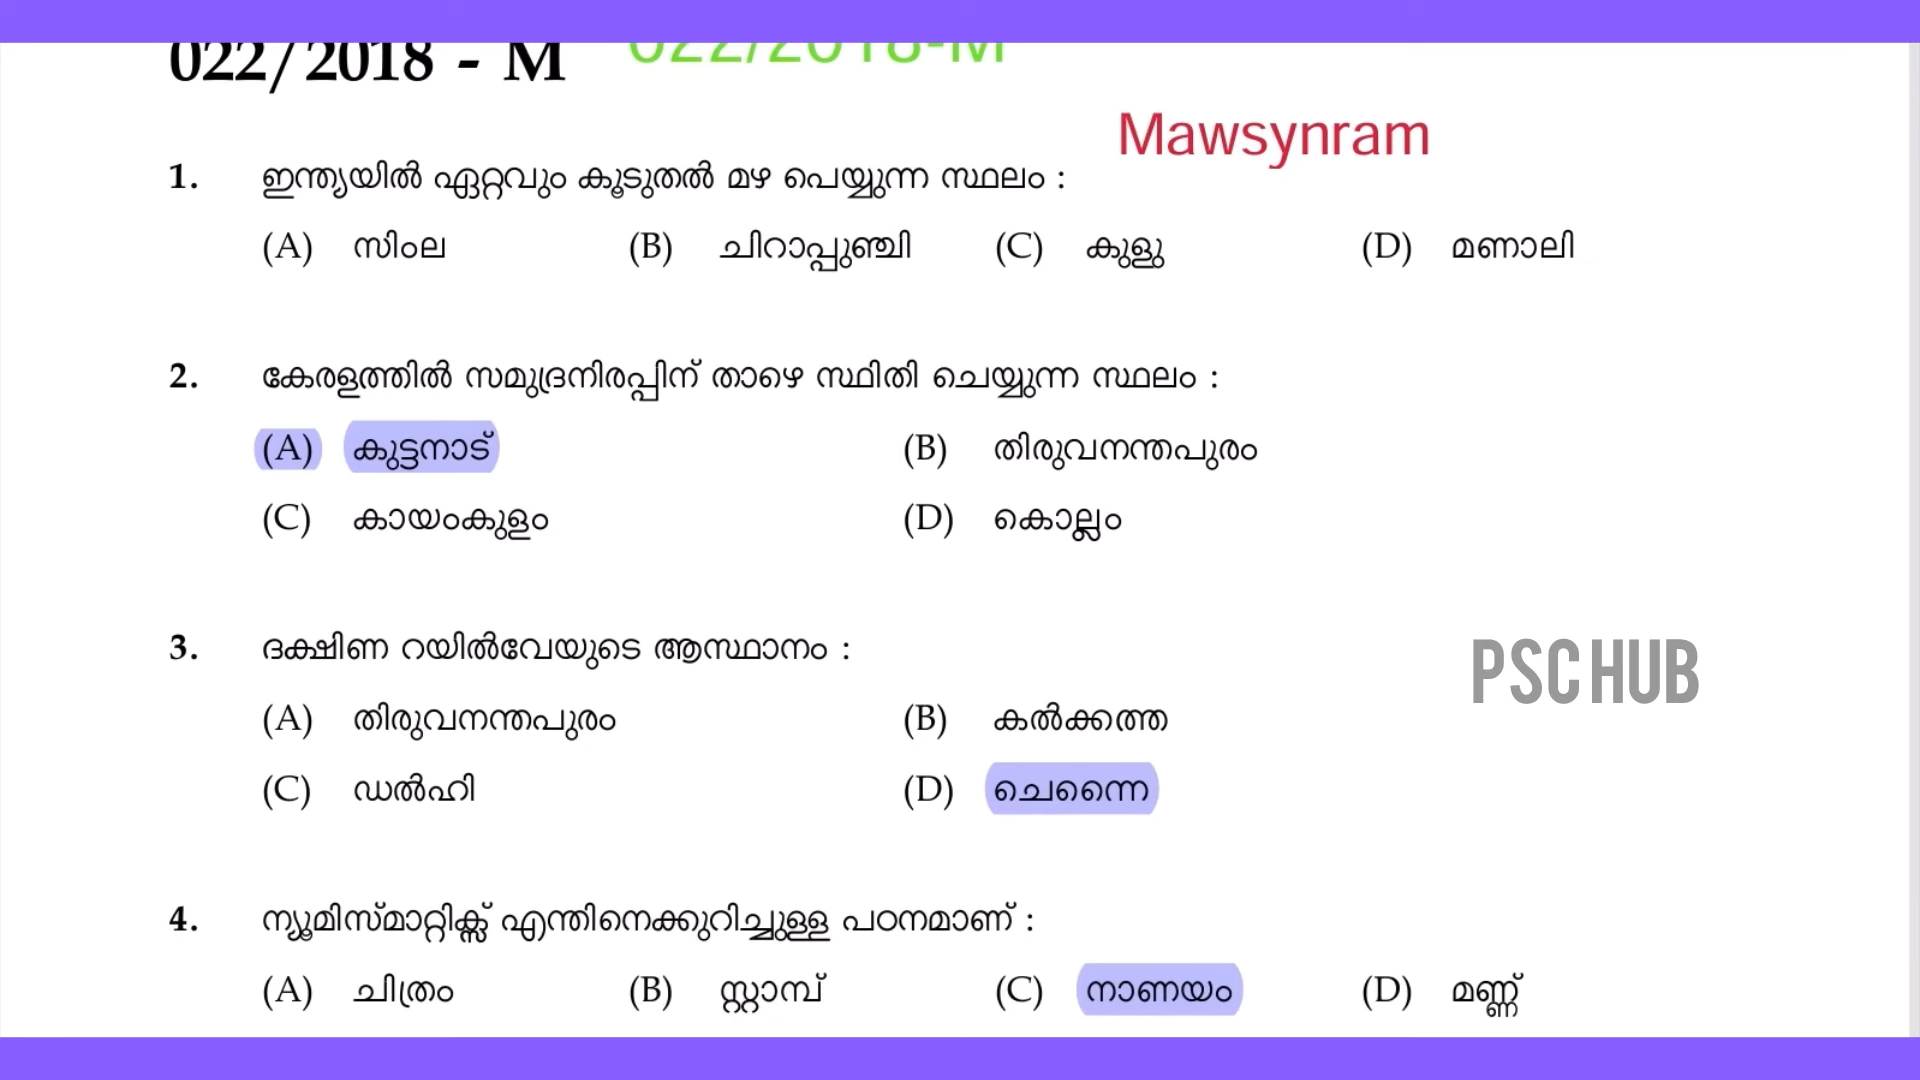 022/2018 - M 022/2018-M
Mawsynram
1. ഇന്ത്യയിൽ ഏറ്റവും കൂടുതൽ മഴ പെയ്യുന്ന സ്ഥലം :
(A) സിംല (B) ചിറാപ്പുഞ്ചി (C) കുളു (D) മണാലി
2. കേരളത്തിൽ സമുദ്രനിരപ്പിന് താഴെ സ്ഥിതി ചെയ്യുന്ന സ്ഥലം :
(A) കുട്ടനാട് (B) തിരുവനന്തപുരം
(C) കായംകുളം (D) കൊല്ലം
3. ദക്ഷിണ റയിൽവേയുടെ ആസ്ഥാനം :
PSC HUB
(A) തിരുവനന്തപുരം (B) കൽക്കത്ത
(C) ഡൽഹി (D) ചെന്നൈ
4. ന്യൂമിസ്മാറ്റിക്സ് എന്തിനെക്കുറിച്ചുള്ള പഠനമാണ് :
(A) ചിത്രം (B) സ്റ്റാമ്പ് (C) നാണയം (D) മണ്ണ്